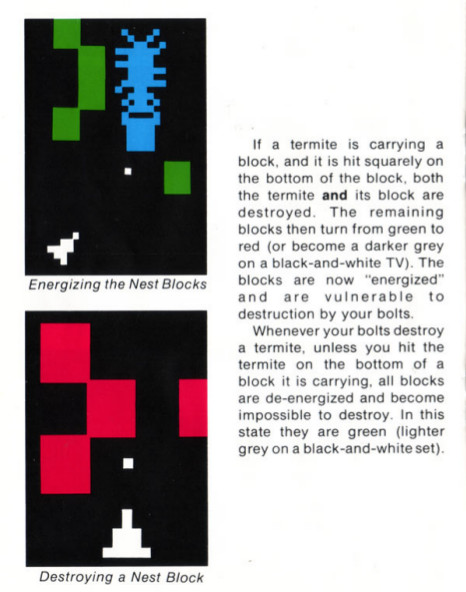 Energizing the Nest Blocks
Destroying a Nest Block
If a termite is carrying a
block, and it is hit squarely on
the bottom of the block, both
the termite and its block are
destroyed. The remaining
blocks then turn from green to
red (or become a darker grey
on a black-and-white TV). The
blocks are now "energized"
and are vulnerable to
destruction by your bolts.
Whenever your bolts destroy
a termite, unless you hit the
termite on the bottom of a
block it is carrying, all blocks
are de-energized and become
impossible to destroy. In this
state they are green (lighter
grey on a black-and-white set).